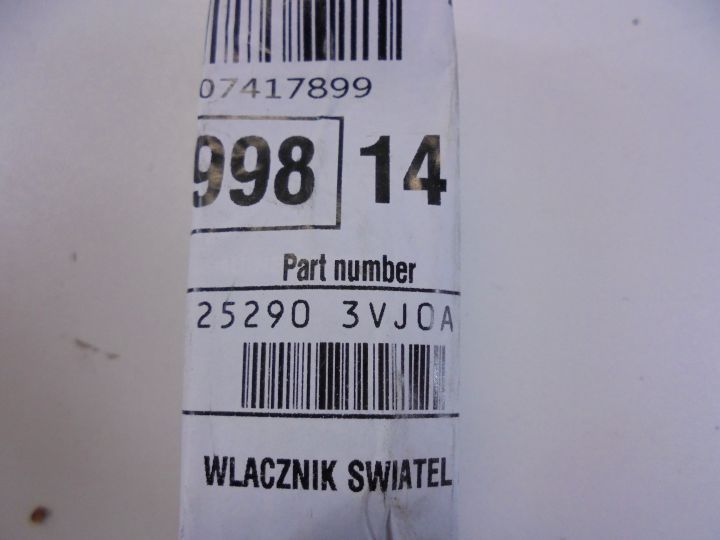 07417899
998 14
Part number
25290 3VJ0A
WLACZNIK SWIATEL